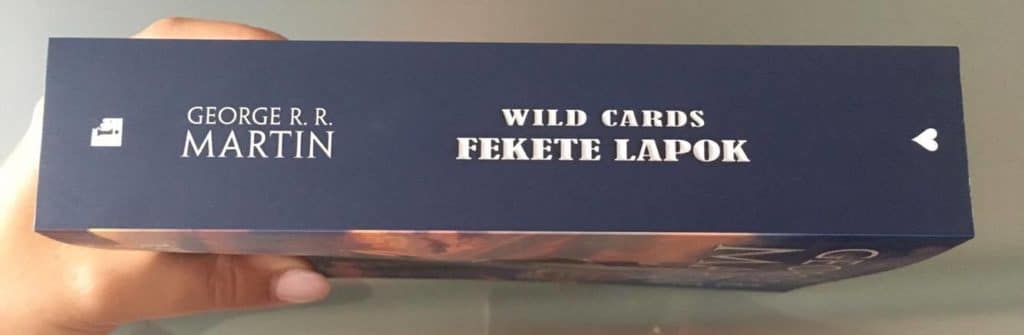 GEORGE R. R.
MARTIN
WILD CARDS
FEKETE LAPOK